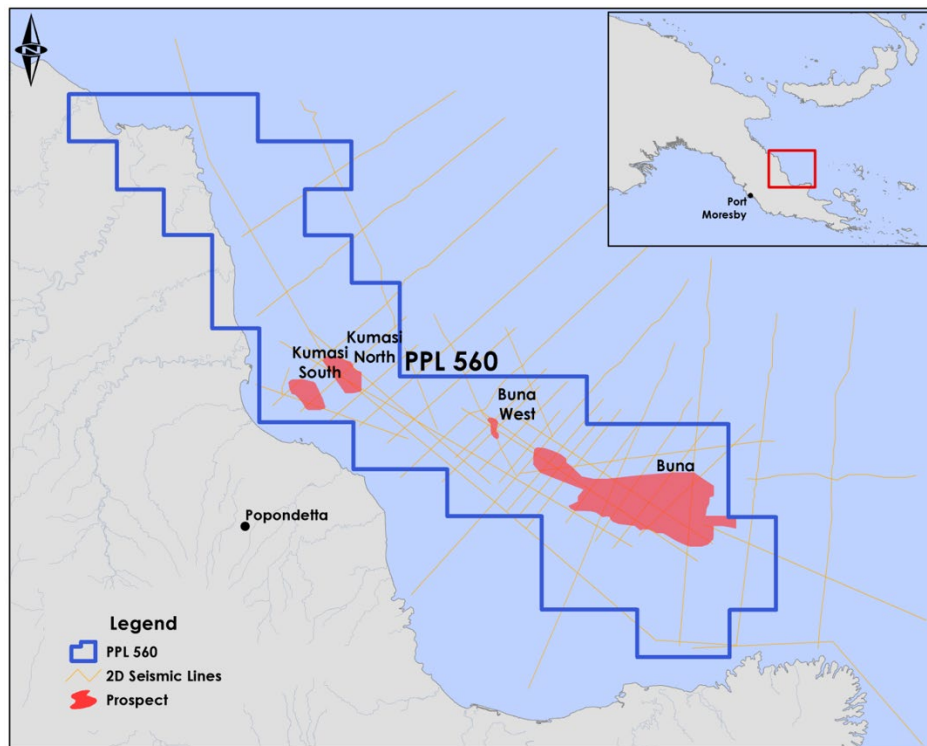 N
Port
Moresby
Kumasi
North
Kumasi
South
PPL 560
Buna
West
Buna
Popondetta
Legend
PPL 560
2D Seismic Lines
Prospect